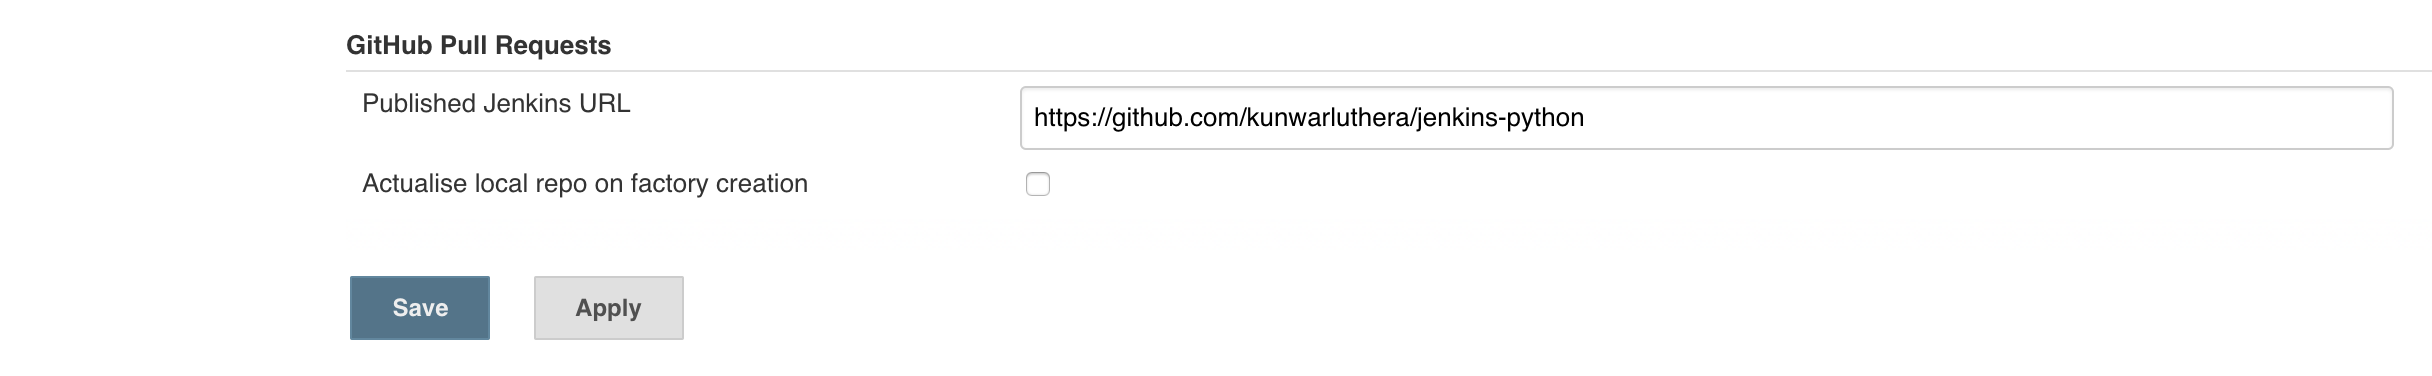 GitHub Pull Requests
Published Jenkins URL
https://github.com/kunwarluthera/jenkins-python
Actualise local repo on factory creation
Save
Apply